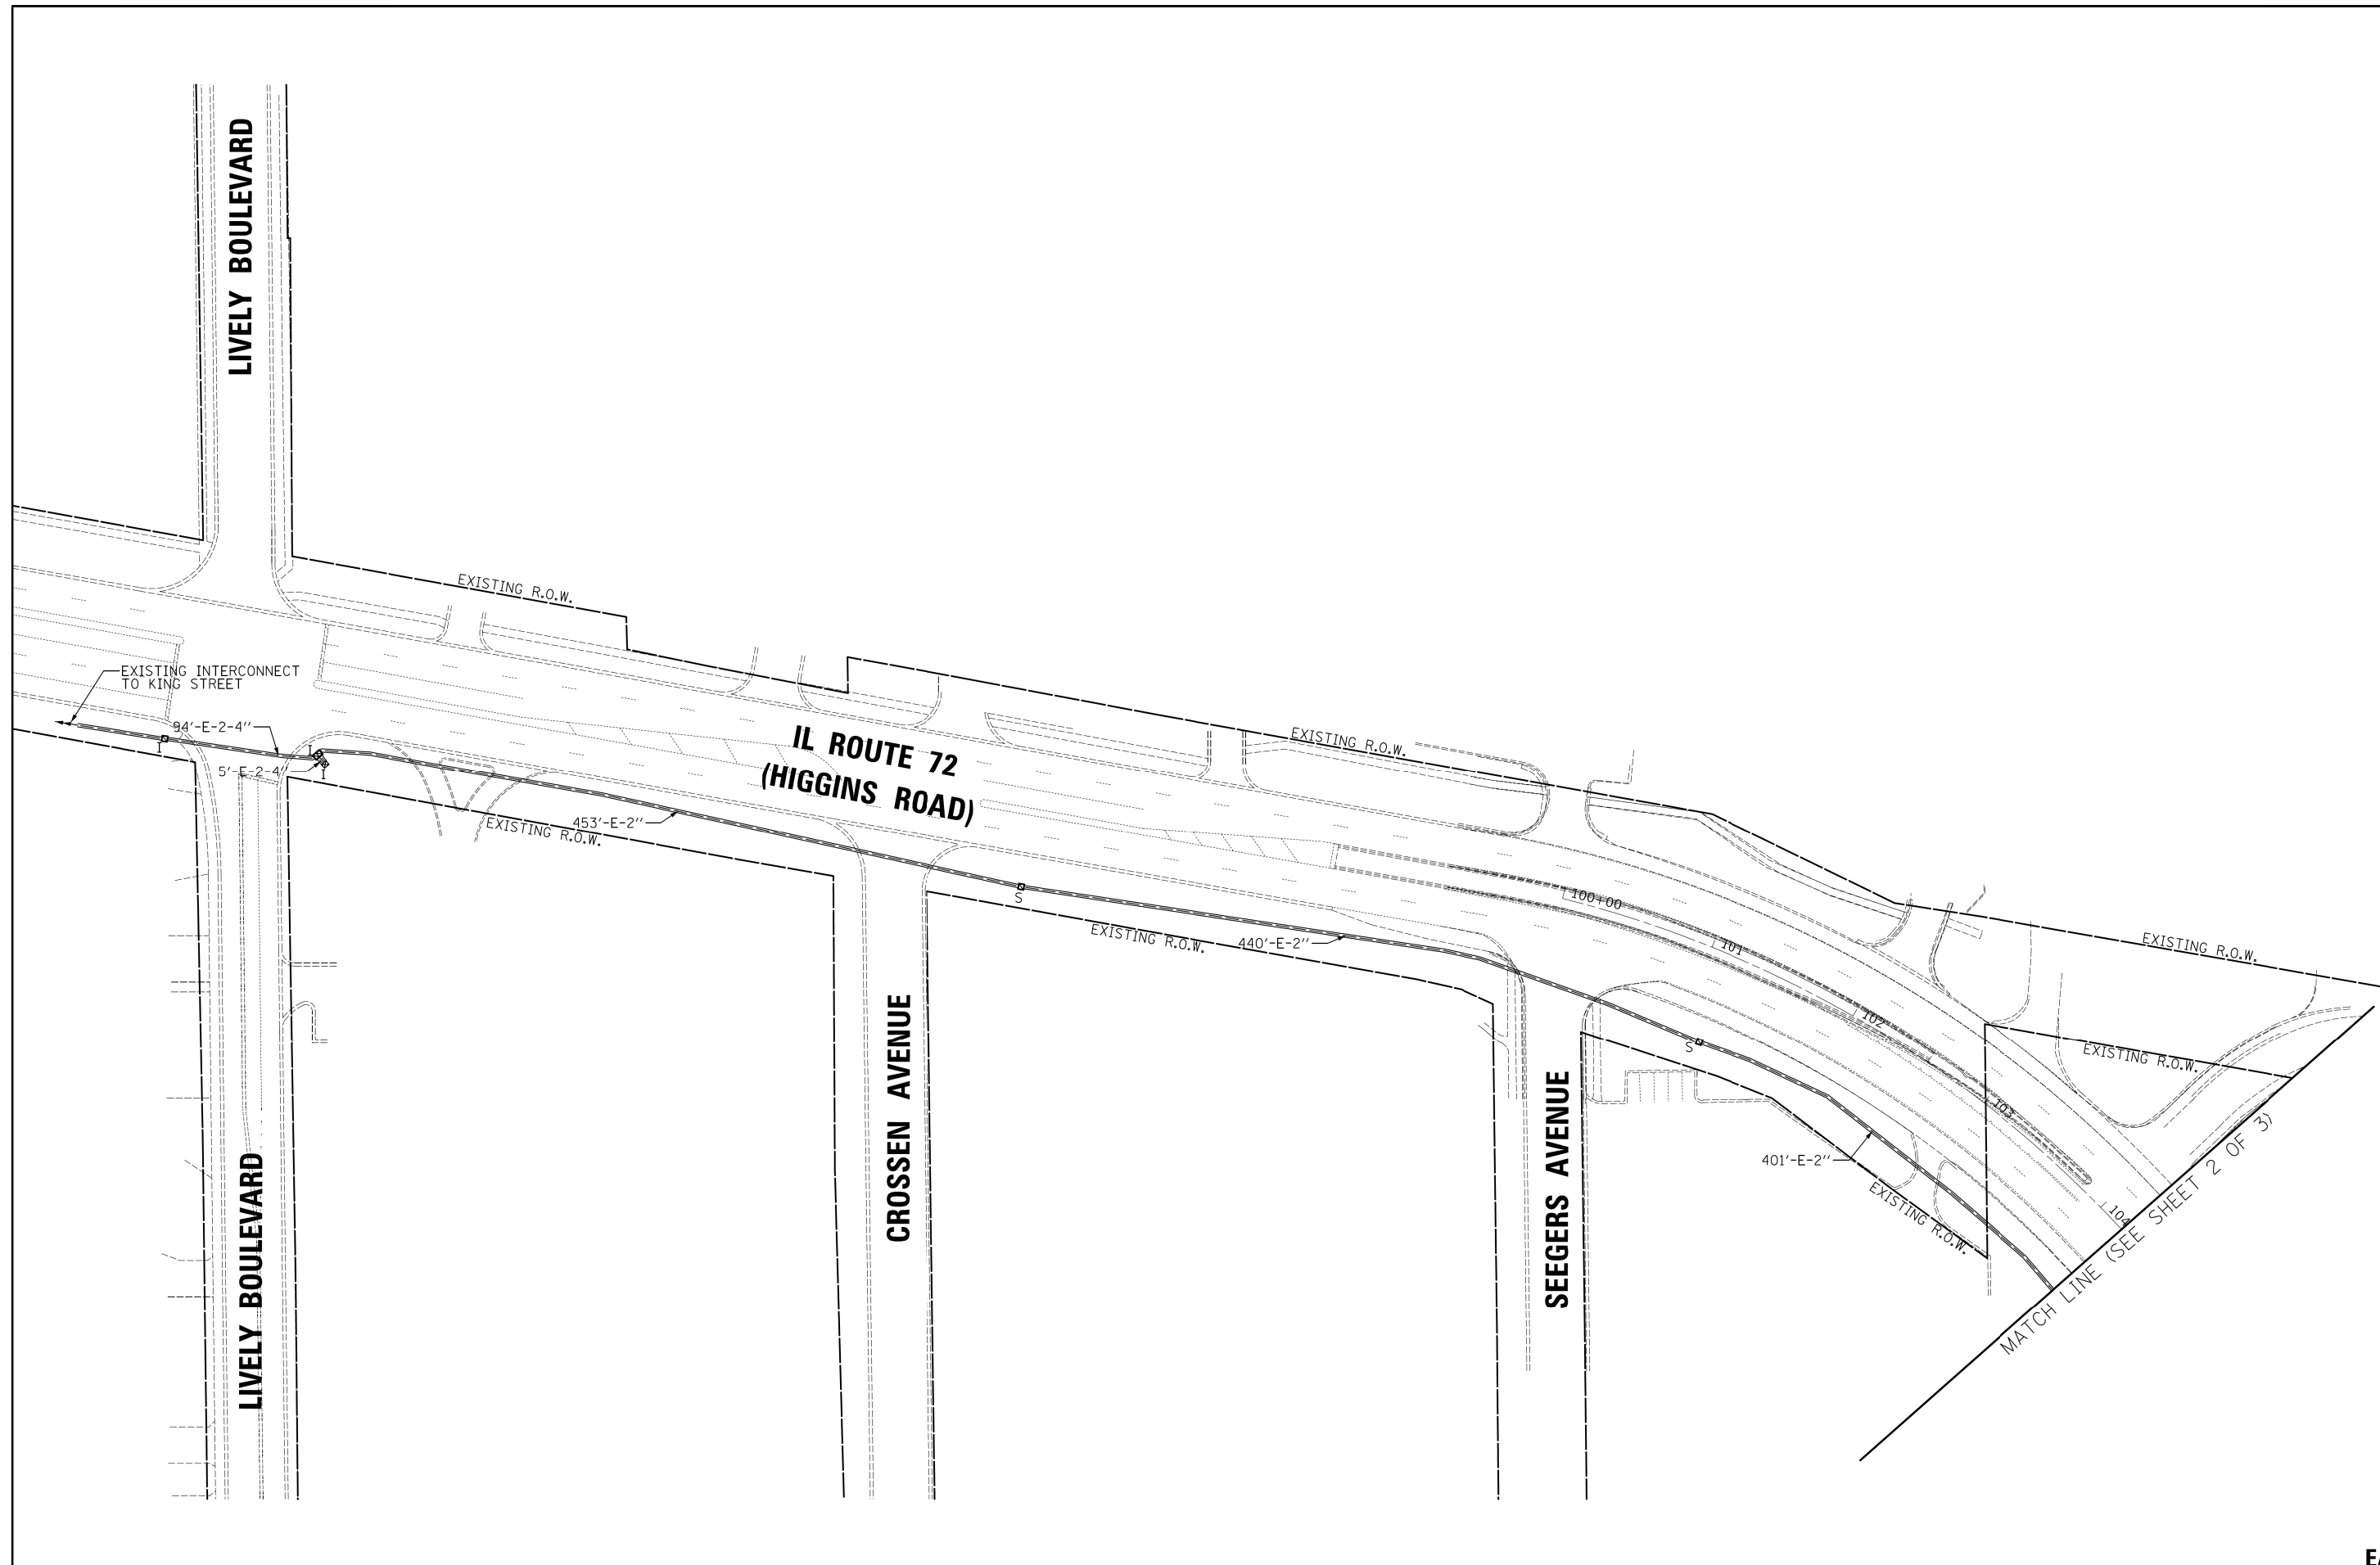 LIVELY BOULEVARD
EXISTING R.O.W.
EXISTING INTERCONNECT
TO KING STREET
94'-E-2-4''
I
I
5'-E-2-4''
I
IL ROUTE 72
(HIGGINS ROAD)
EXISTING R.O.W.
453'-E-2''
EXISTING R.O.W.
S
440'-E-2''
EXISTING R.O.W.
100+00
101
102
103
104
EXISTING R.O.W.
EXISTING R.O.W.
S
401'-E-2''
EXISTING R.O.W.
MATCH LINE (SEE SHEET 2 OF 3)
LIVELY BOULEVARD
CROSSEN AVENUE
SEEGERS AVENUE